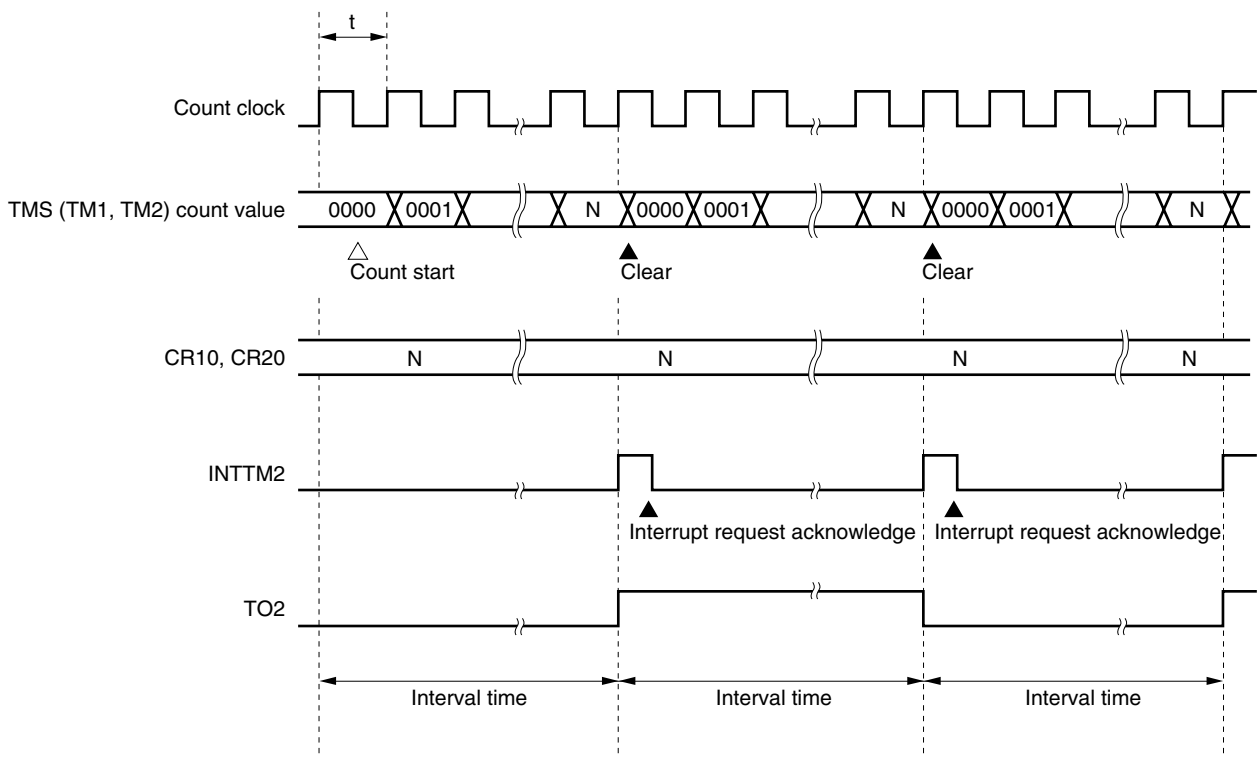 t
Count clock
TMS (TM1, TM2) count value
0000 0001 N 0000 0001 N 0000 0001 N
Count start Clear Clear
CR10, CR20 N N N N
INTTM2
Interrupt request acknowledge Interrupt request acknowledge
TO2
Interval time Interval time Interval time